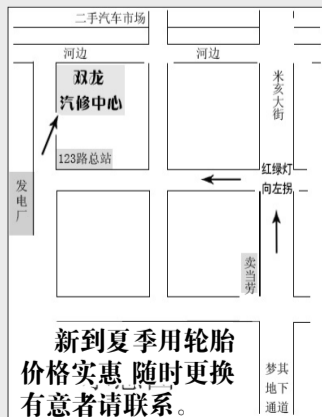 二手汽车市场
河边
河边
双龙
汽修中心
米亥大街
123路总站
红绿灯
向左拐
发电厂
卖当劳
新到夏季用轮胎
价格实惠 随时更换
有意者请联系。
梦其
地下
通道